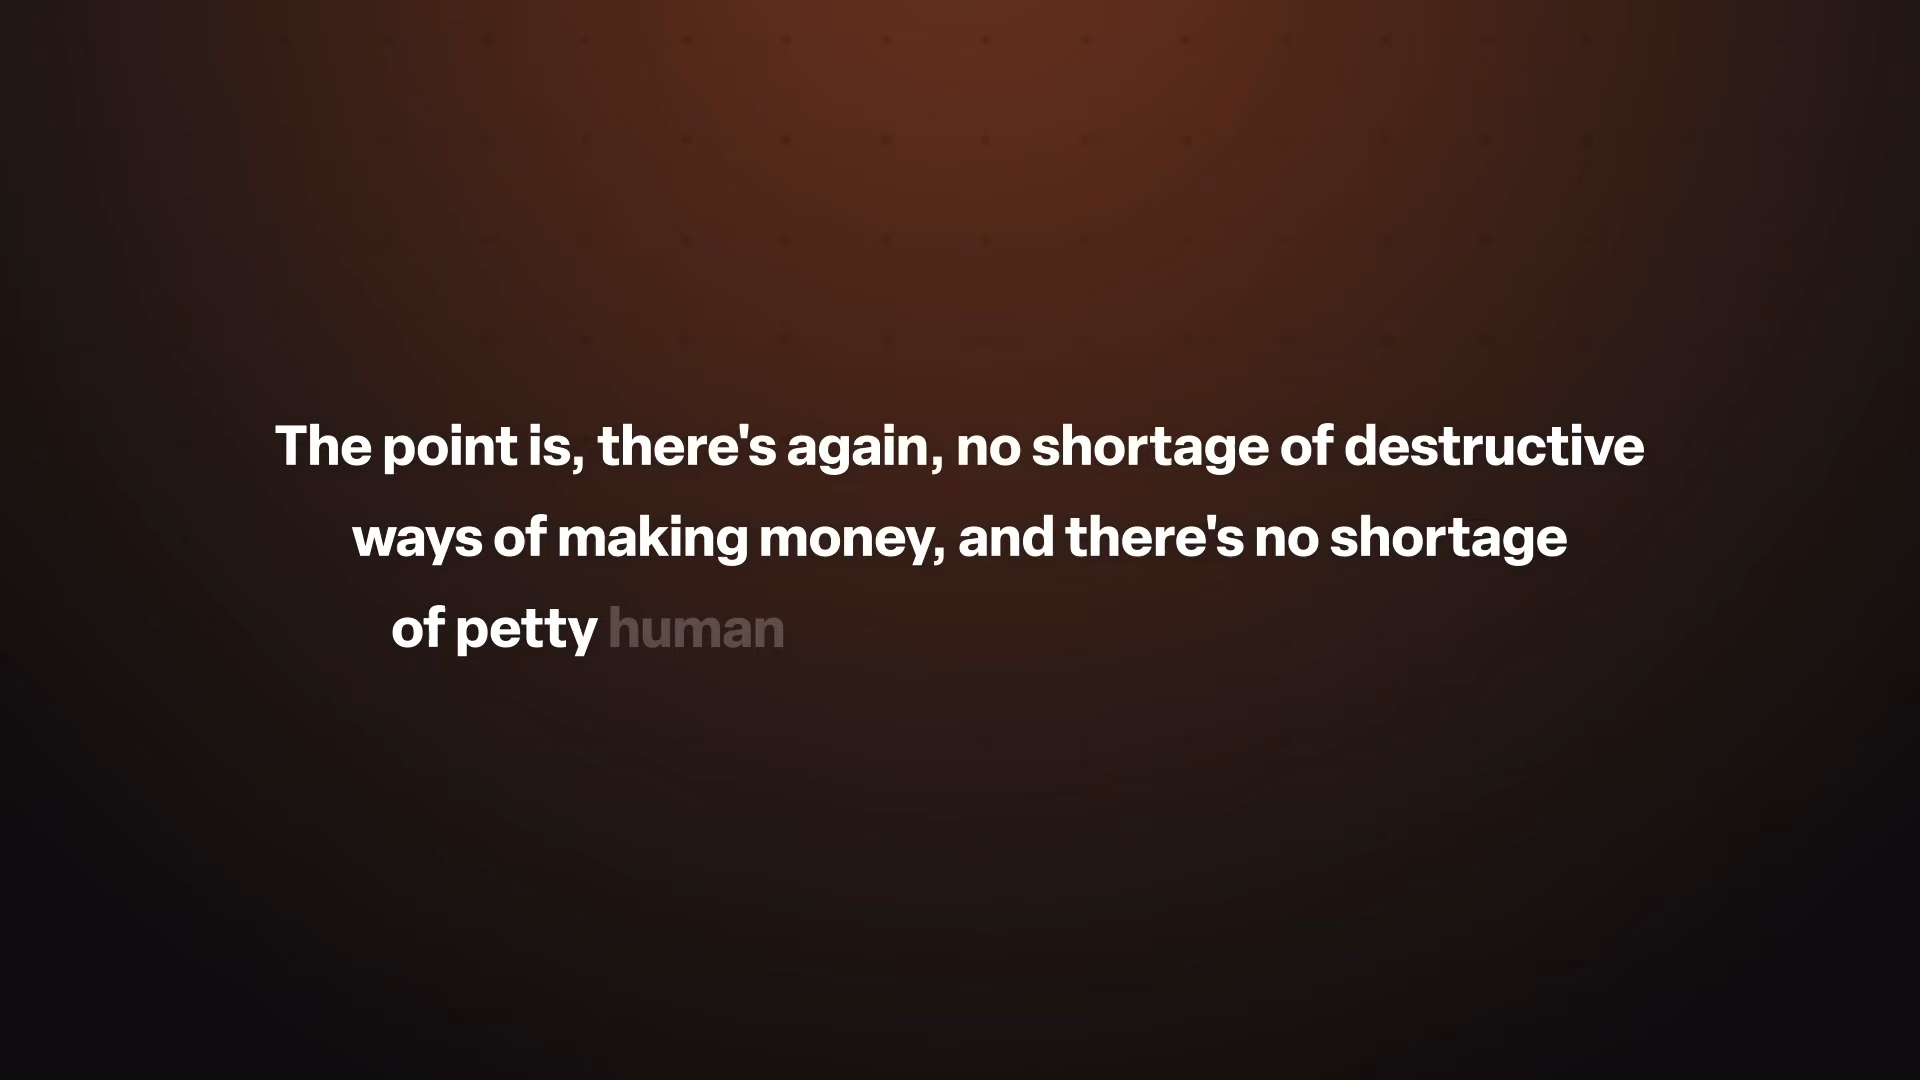 The point is, there's again, no shortage of destructive
ways of making money, and there's no shortage
of petty human